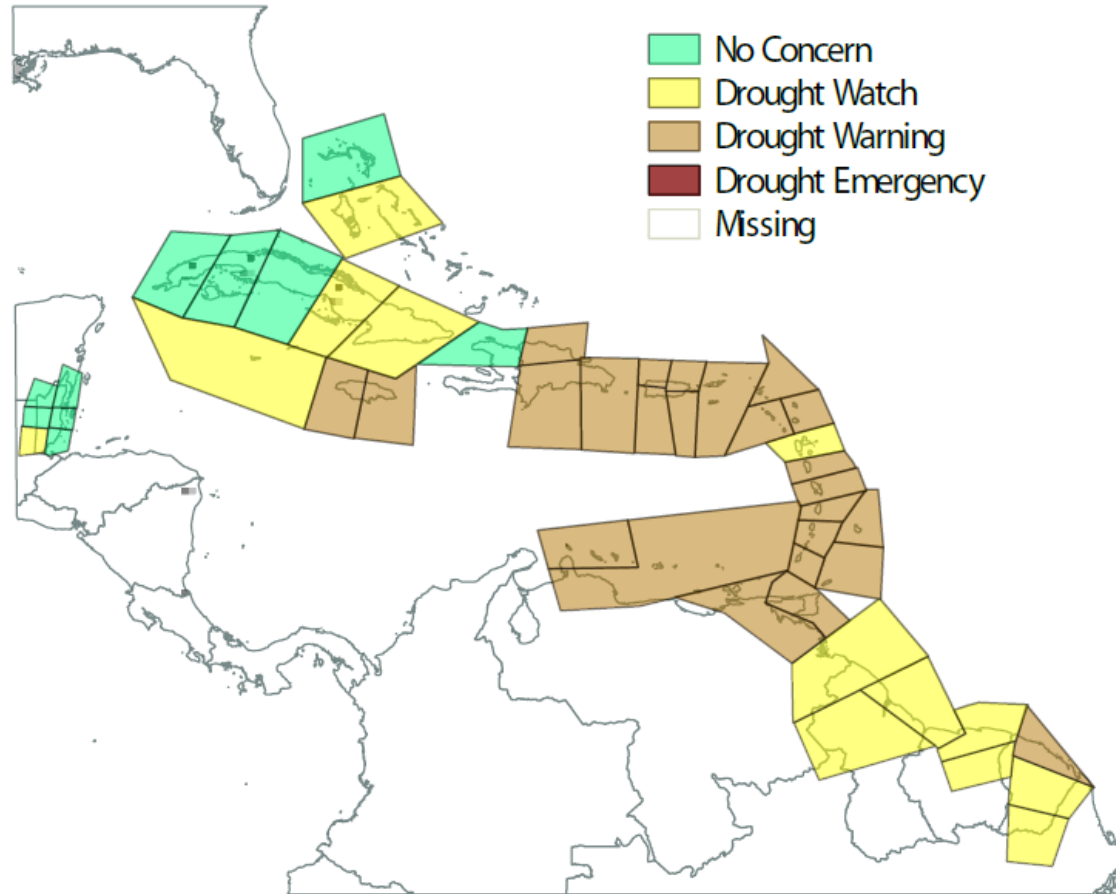 No Concern
Drought Watch
Drought Warning
Drought Emergency
Missing